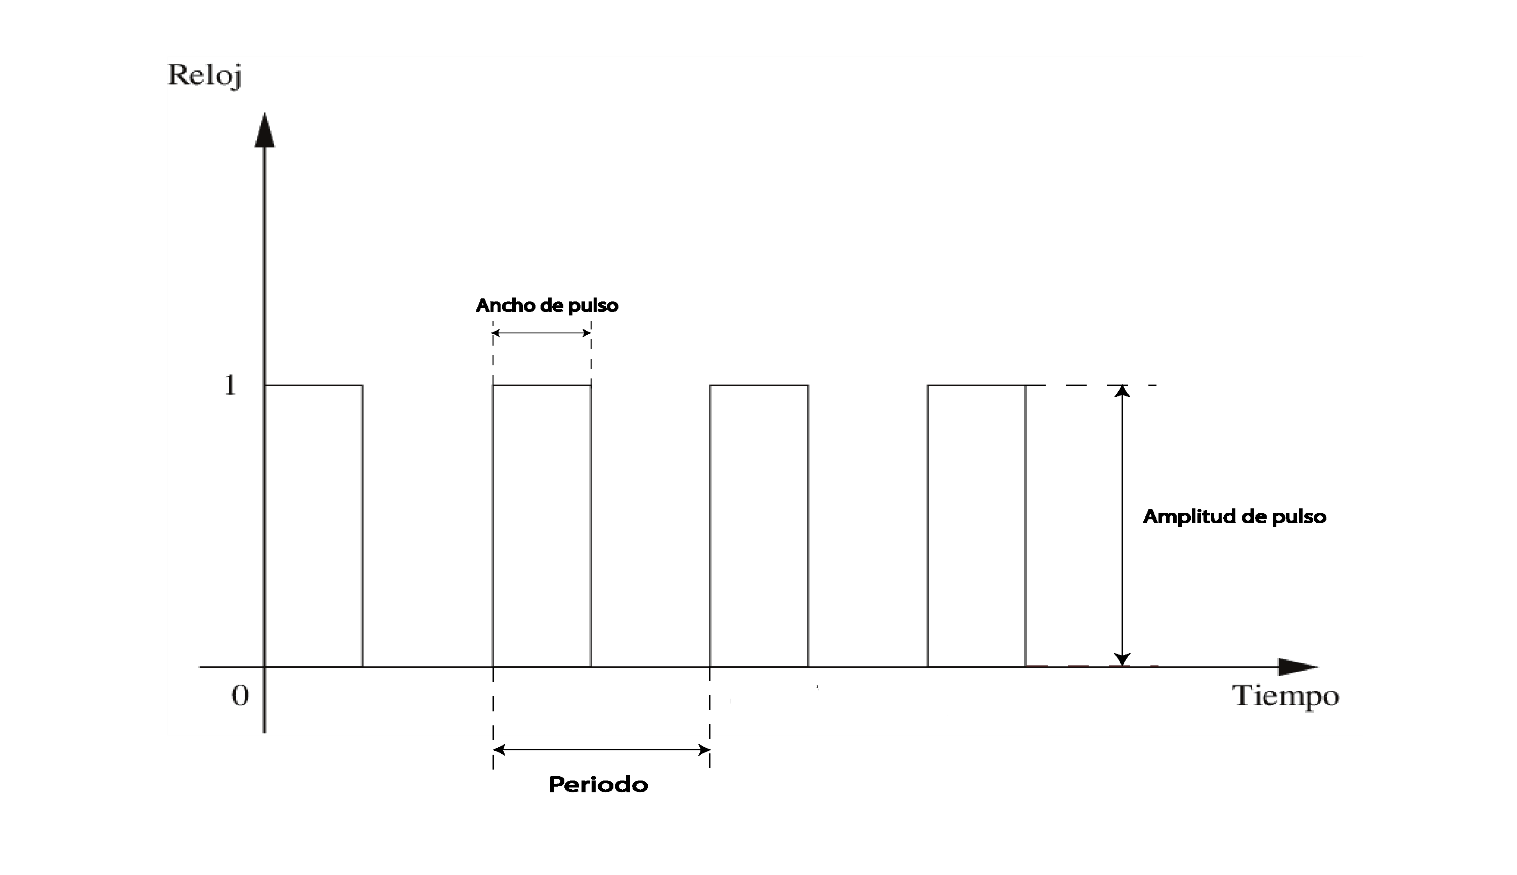 Reloj
Ancho de pulso
1
Amplitud de pulso
0
Tiempo
Periodo